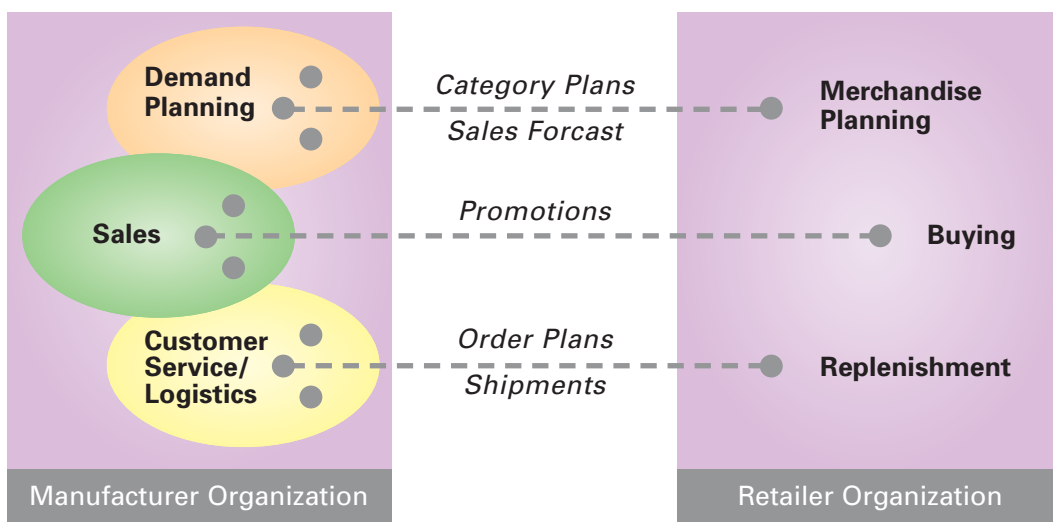 Demand
Planning
Category Plans
Sales Forcast
Merchandise
Planning
Sales
Promotions
Buying
Customer
Service/
Logistics
Order Plans
Shipments
Replenishment
Manufacturer Organization
Retailer Organization